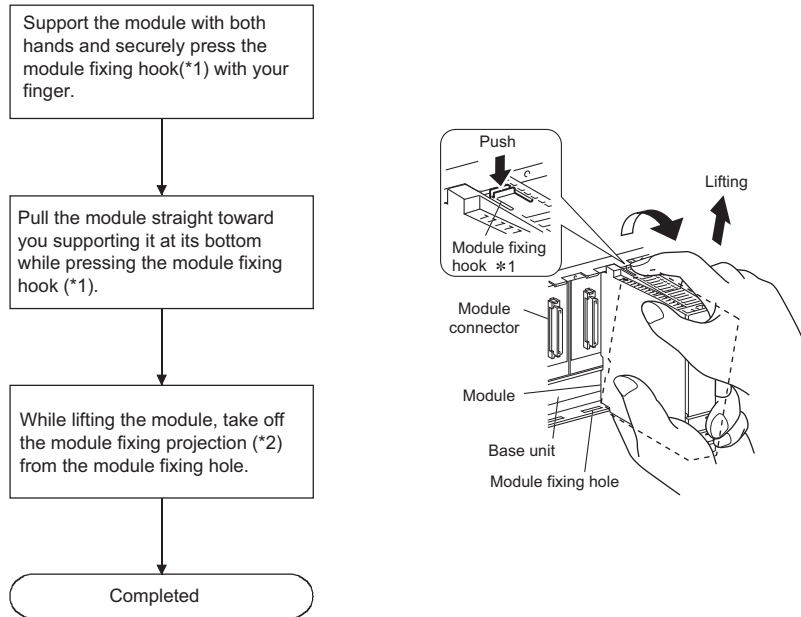 Support the module with both
hands and securely press the
module fixing hook(*1) with your
finger.
Pull the module straight toward
you supporting it at its bottom
while pressing the module fixing
hook (*1).
While lifting the module, take off
the module fixing projection (*2)
from the module fixing hole.
Completed
Push
Module fixing
hook *1
Lifting
Module
connector
Module
Base unit
Module fixing hole